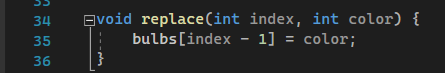 34 void replace(int index, int color) {
35 bulbs[index - 1] = color;
36 }